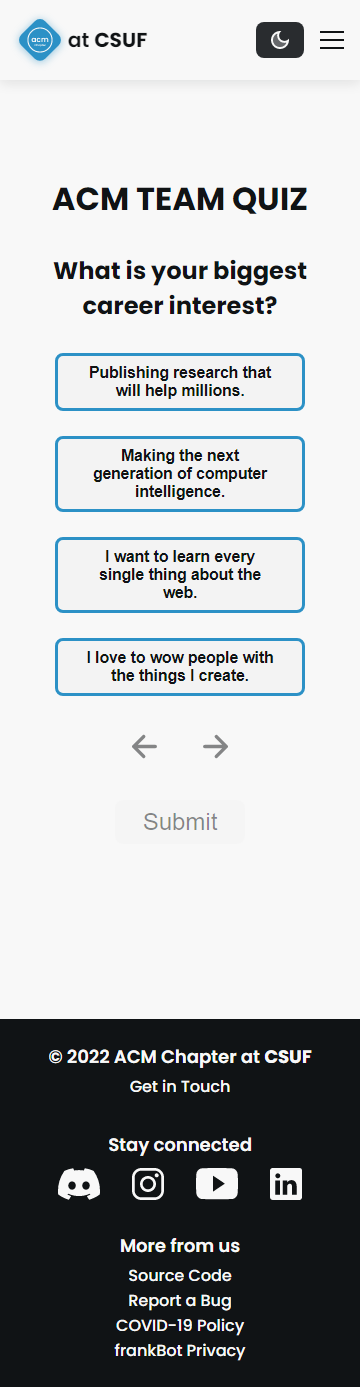 acm
at CSUF
ACM TEAM QUIZ
What is your biggest
career interest?
Publishing research that
will help millions.
Making the next
generation of computer
intelligence.
I want to learn every
single thing about the
web.
I love to wow people with
the things I create.
Submit
© 2022 ACM Chapter at CSUF
Get in Touch
Stay connected
in
More from us
Source Code
Report a Bug
COVID-19 Policy
frankBot Privacy